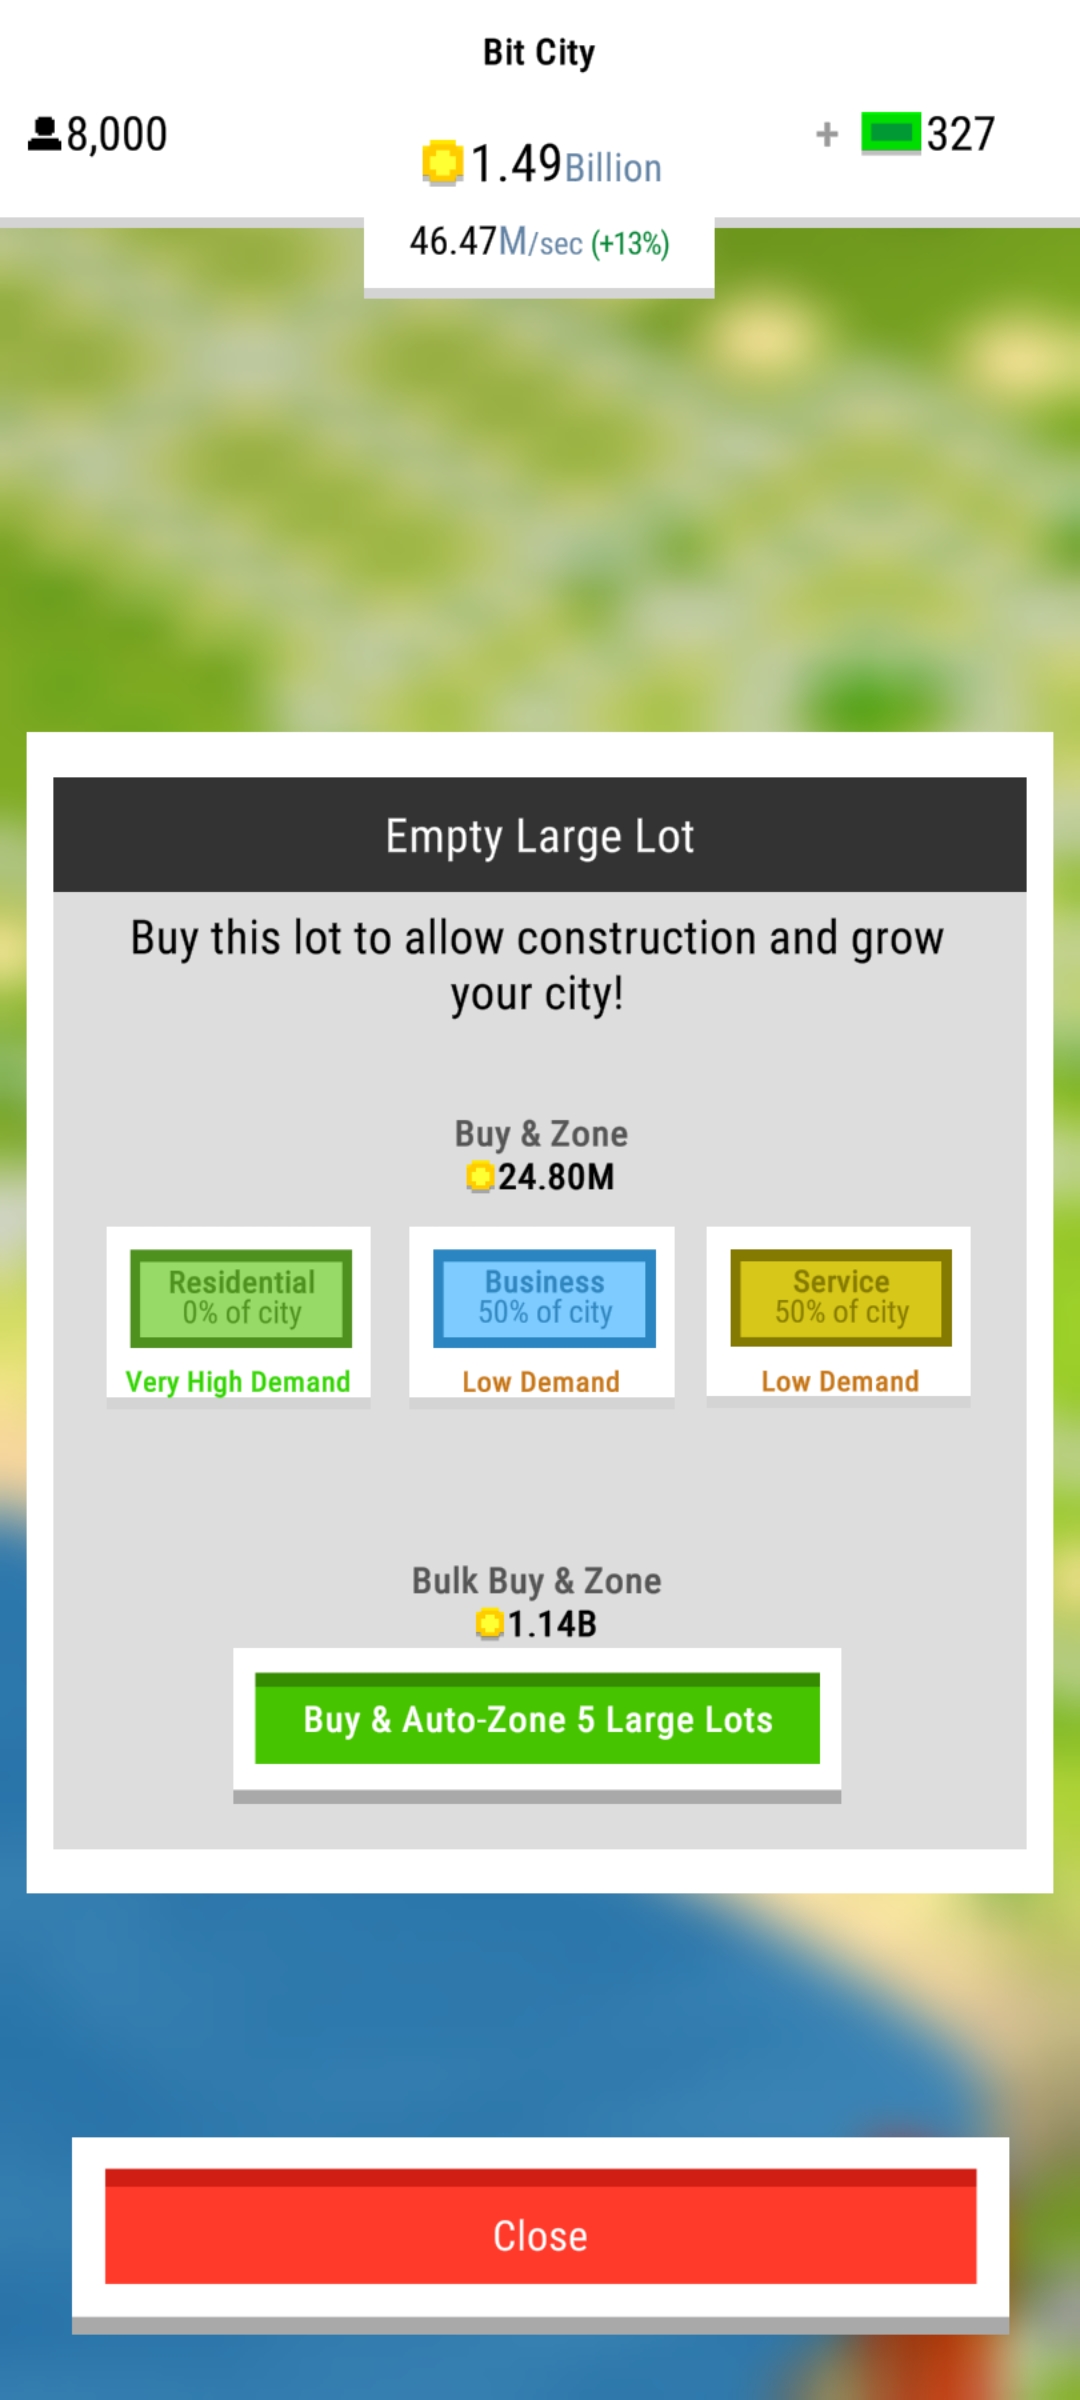 Bit City
8,000
1.49Billion
+ 327
46.47M/sec (+13%)
Empty Large Lot
Buy this lot to allow construction and grow
your city!
Buy & Zone
24.80M
Residential
0% of city
Very High Demand
Business
50% of city
Low Demand
Service
50% of city
Low Demand
Bulk Buy & Zone
1.14B
Buy & Auto-Zone 5 Large Lots
Close